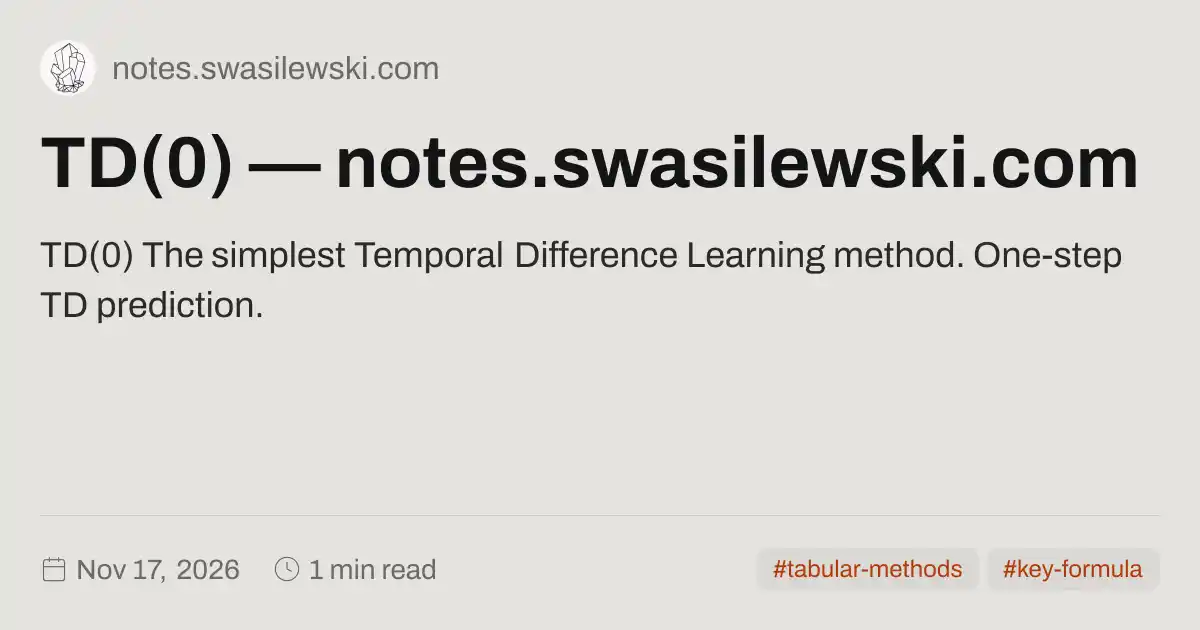 notes.swasilewski.com
TD(0) — notes.swasilewski.com
TD(0) The simplest Temporal Difference Learning method. One-step
TD prediction.
Nov 17, 2026 1 min read #tabular-methods #key-formula